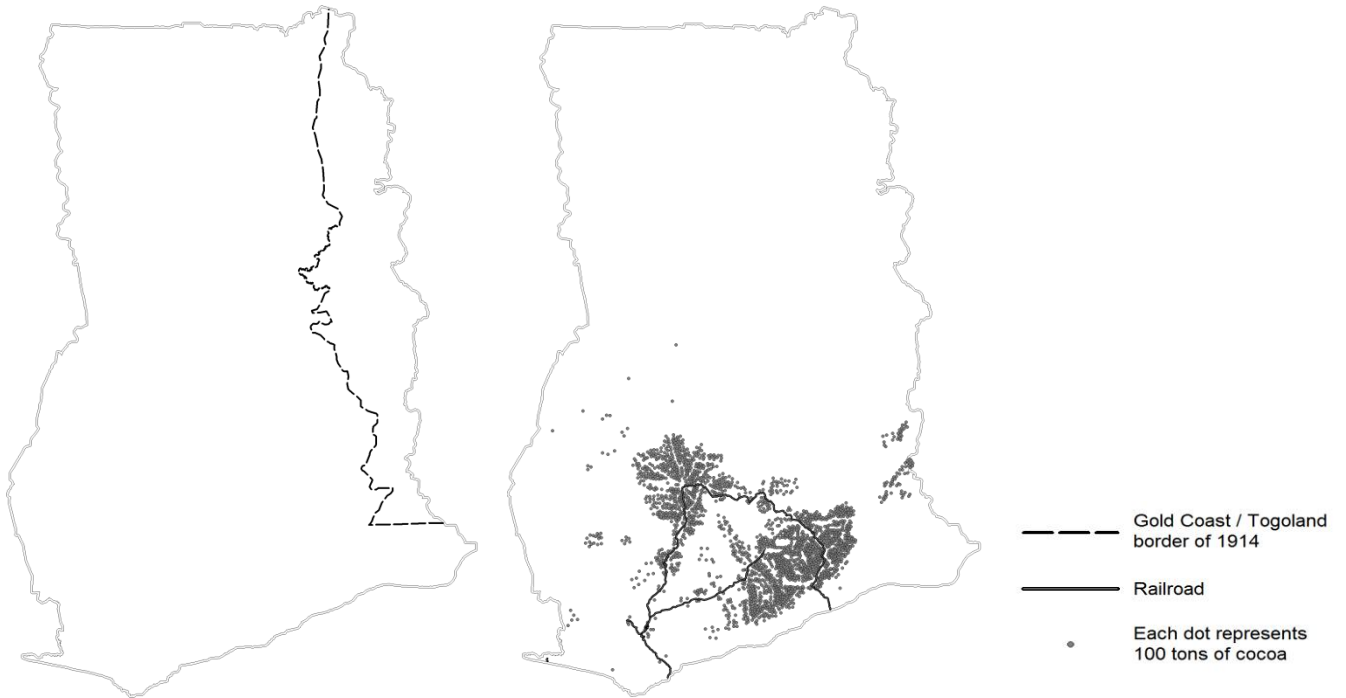 Gold Coast / Togoland
border of 1914
Railroad
Each dot represents
100 tons of cocoa